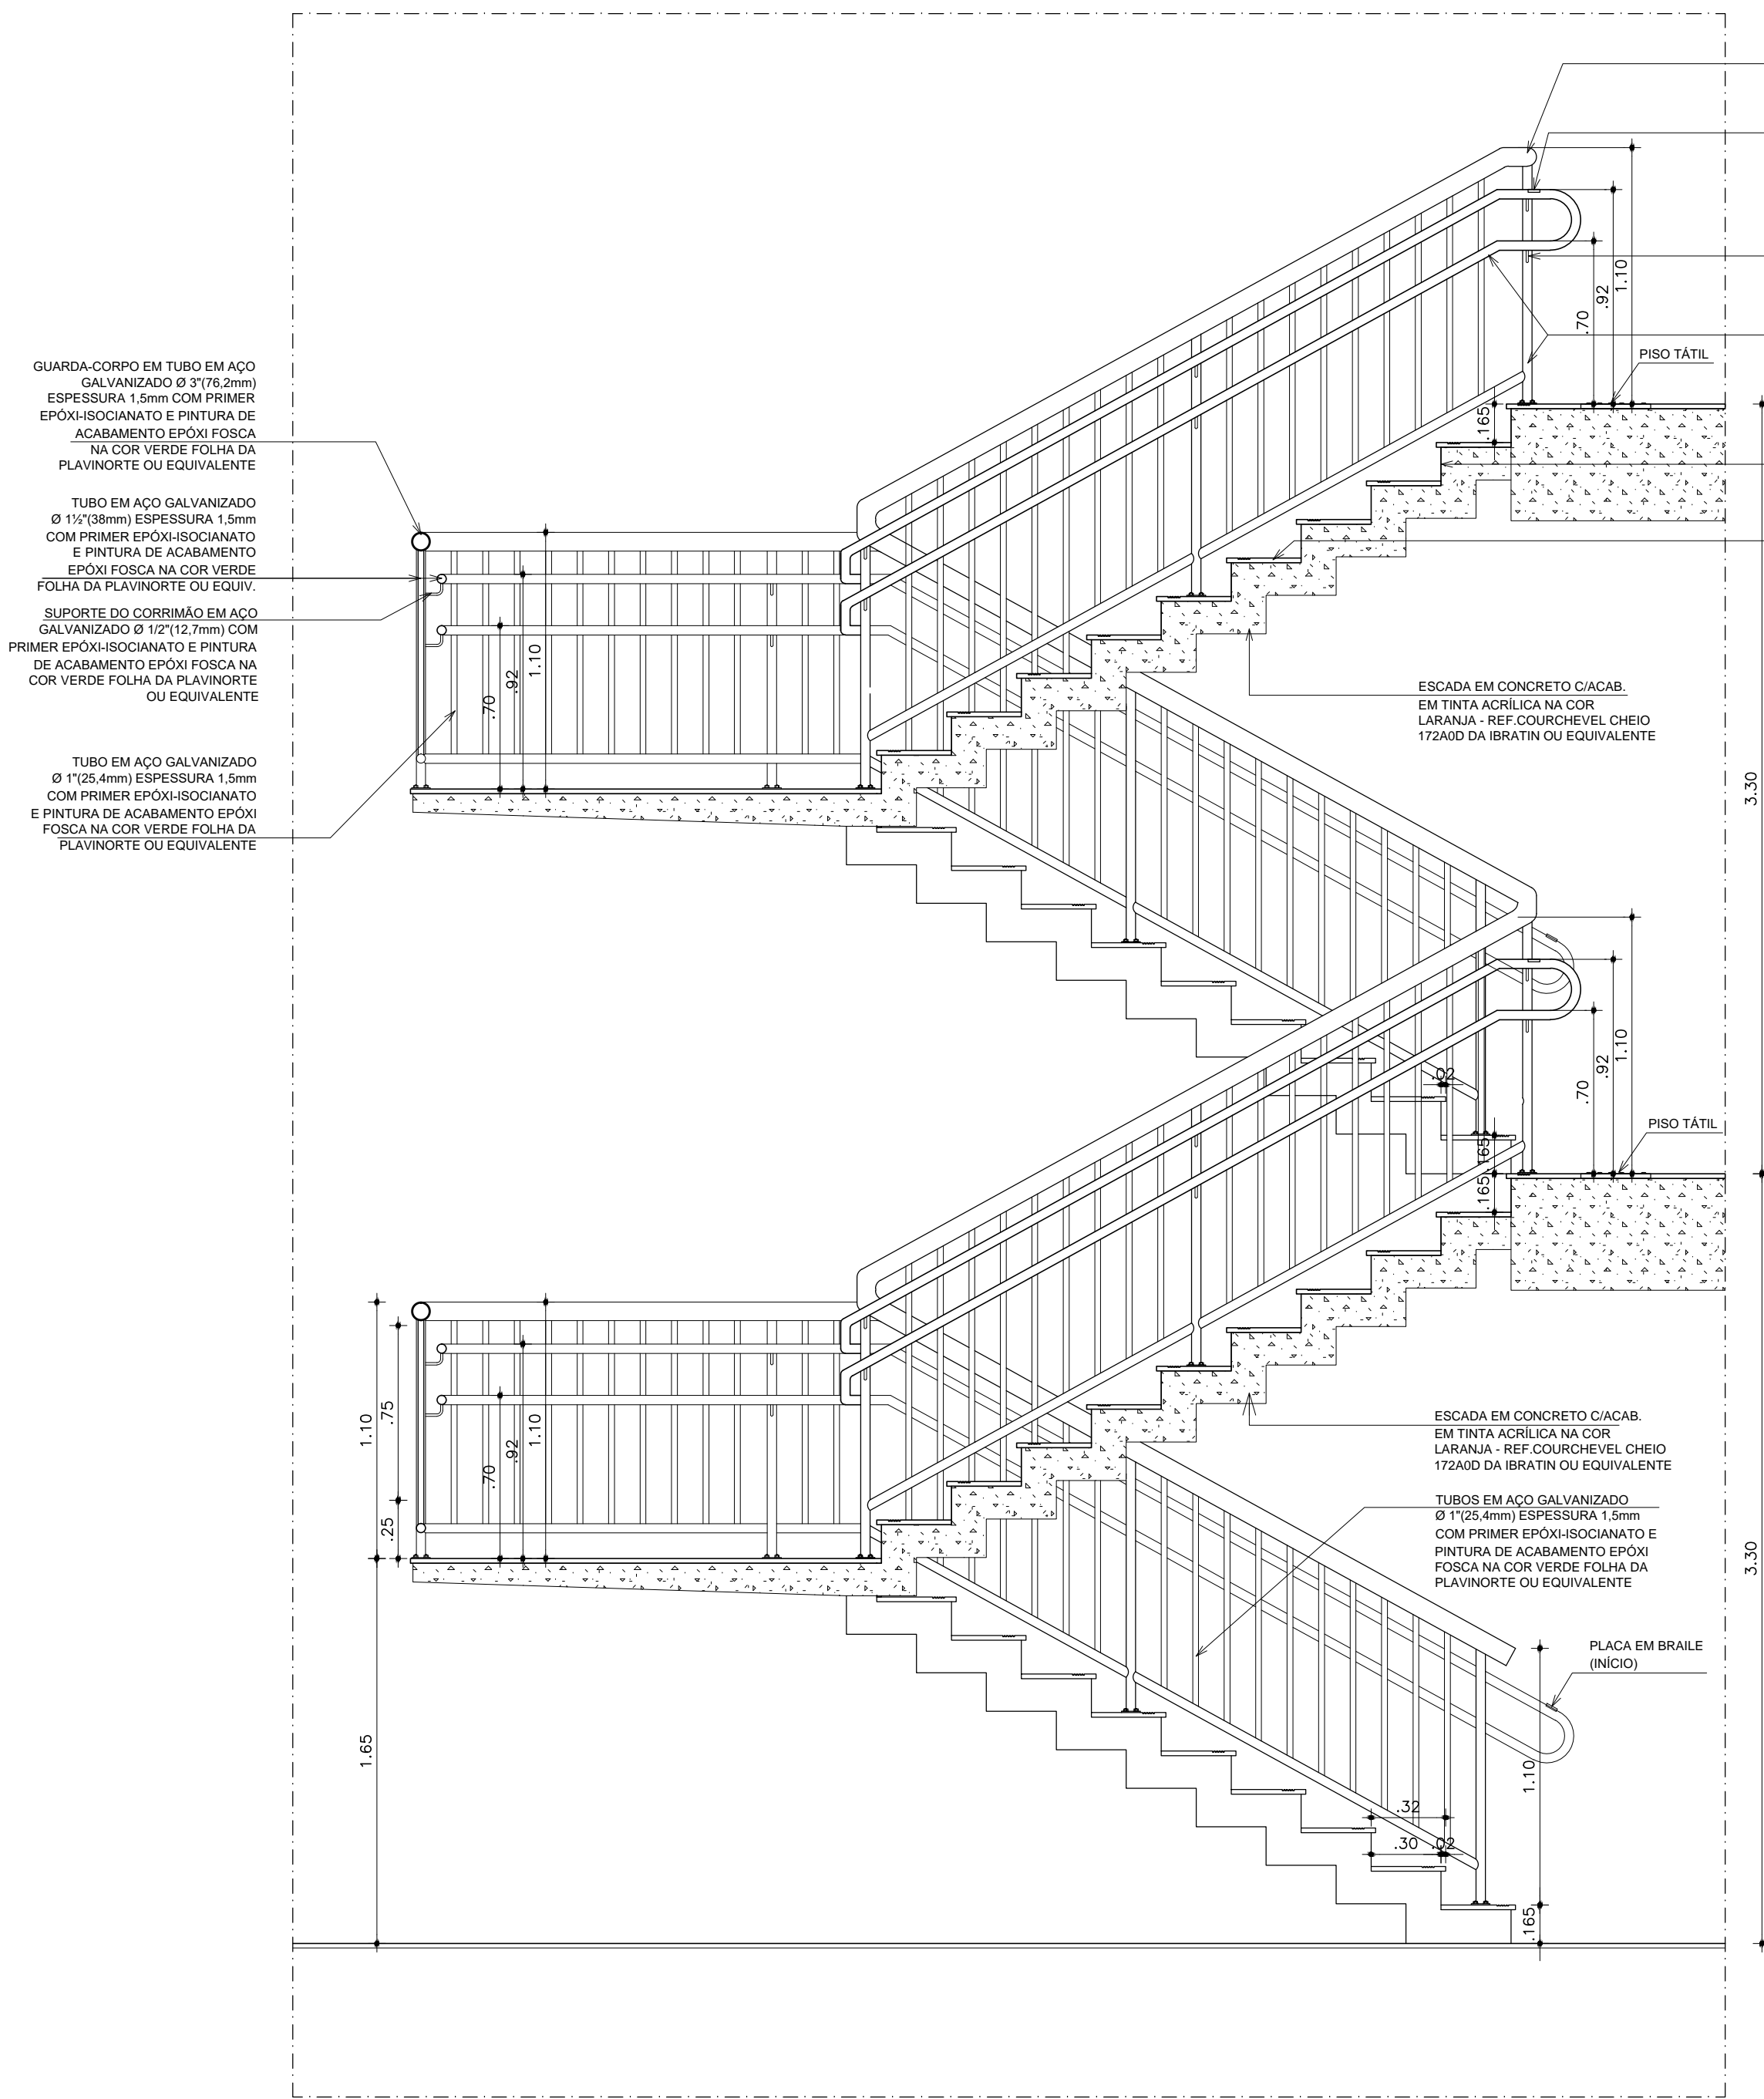 GUARDA-CORPO EM TUBO EM AÇO
GALVANIZADO Ø 3"(76,2mm)
ESPESSURA 1,5mm COM PRIMER
EPÓXI-ISOCIANATO E PINTURA DE
ACABAMENTO EPÓXI FOSCA
NA COR VERDE FOLHA DA
PLAVINORTE OU EQUIVALENTE
TUBO EM AÇO GALVANIZADO
Ø 1½"(38mm) ESPESSURA 1,5mm
COM PRIMER EPÓXI-ISOCIANATO
E PINTURA DE ACABAMENTO
EPÓXI FOSCA NA COR VERDE
FOLHA DA PLAVINORTE OU EQUIV.
SUPORTE DO CORRIMÃO EM AÇO
GALVANIZADO Ø 1/2"(12,7mm) COM
PRIMER EPÓXI-ISOCIANATO E PINTURA
DE ACABAMENTO EPÓXI FOSCA NA
COR VERDE FOLHA DA PLAVINORTE
OU EQUIVALENTE
TUBO EM AÇO GALVANIZADO
Ø 1"(25,4mm) ESPESSURA 1,5mm
COM PRIMER EPÓXI-ISOCIANATO
E PINTURA DE ACABAMENTO EPÓXI
FOSCA NA COR VERDE FOLHA DA
PLAVINORTE OU EQUIVALENTE
.70
.92
1.10
.70
.92
1.10
PISO TÁTIL
.165
ESCADA EM CONCRETO C/ACAB.
EM TINTA ACRÍLICA NA COR
LARANJA - REF.COURCHEVEL CHEIO
172A0D DA IBRATIN OU EQUIVALENTE
3.30
.70
.92
1.10
.02
.165
.165
PISO TÁTIL
1.10
.75
.25
.70
.92
1.10
ESCADA EM CONCRETO C/ACAB.
EM TINTA ACRÍLICA NA COR
LARANJA - REF.COURCHEVEL CHEIO
172A0D DA IBRATIN OU EQUIVALENTE
TUBOS EM AÇO GALVANIZADO
Ø 1"(25,4mm) ESPESSURA 1,5mm
COM PRIMER EPÓXI-ISOCIANATO E
PINTURA DE ACABAMENTO EPÓXI
FOSCA NA COR VERDE FOLHA DA
PLAVINORTE OU EQUIVALENTE
3.30
PLACA EM BRAILE
(INÍCIO)
1.65
1.10
.32
.30
.02
.165